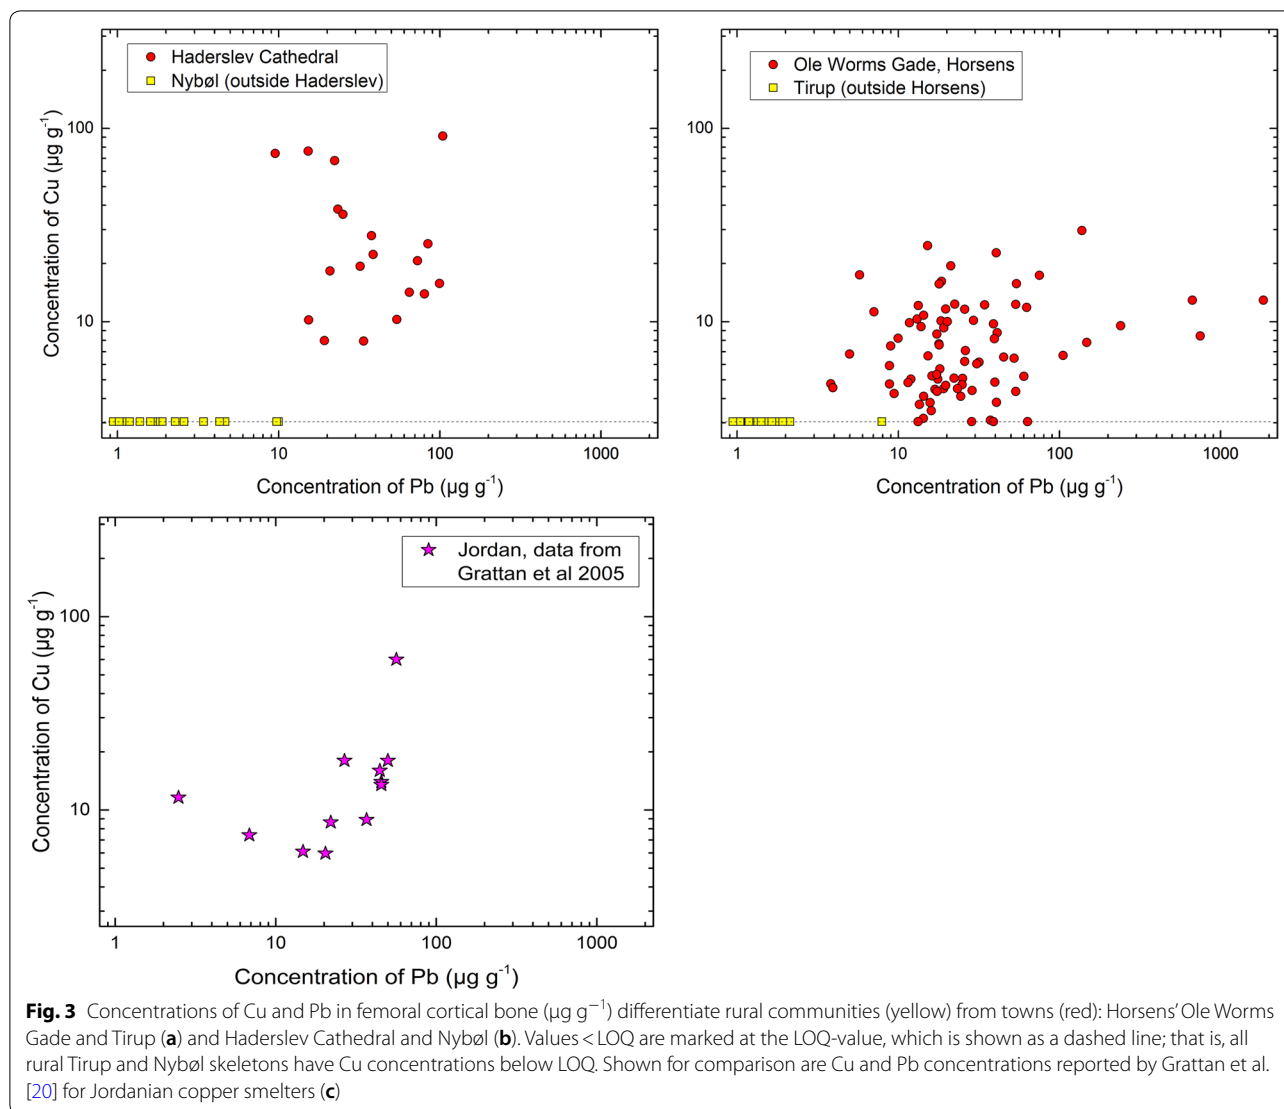 Haderslev Cathedral
Nybøl (outside Haderslev)
100
10
Concentration of Cu (µg g-1)
1 10 100 1000
Concentration of Pb (µg g-1)
Ole Worms Gade, Horsens
Tirup (outside Horsens)
100
10
Concentration of Cu (µg g-1)
1 10 100 1000
Concentration of Pb (µg g-1)
Jordan, data from
Grattan et al 2005
100
10
Concentration of Cu (µg g-1)
1 10 100 1000
Concentration of Pb (µg g-1)
Fig. 3 Concentrations of Cu and Pb in femoral cortical bone (µg g−1) differentiate rural communities (yellow) from towns (red): Horsens' Ole Worms
Gade and Tirup (a) and Haderslev Cathedral and Nybøl (b). Values < LOQ are marked at the LOQ-value, which is shown as a dashed line; that is, all
rural Tirup and Nybøl skeletons have Cu concentrations below LOQ. Shown for comparison are Cu and Pb concentrations reported by Grattan et al.
[20] for Jordanian copper smelters (c)